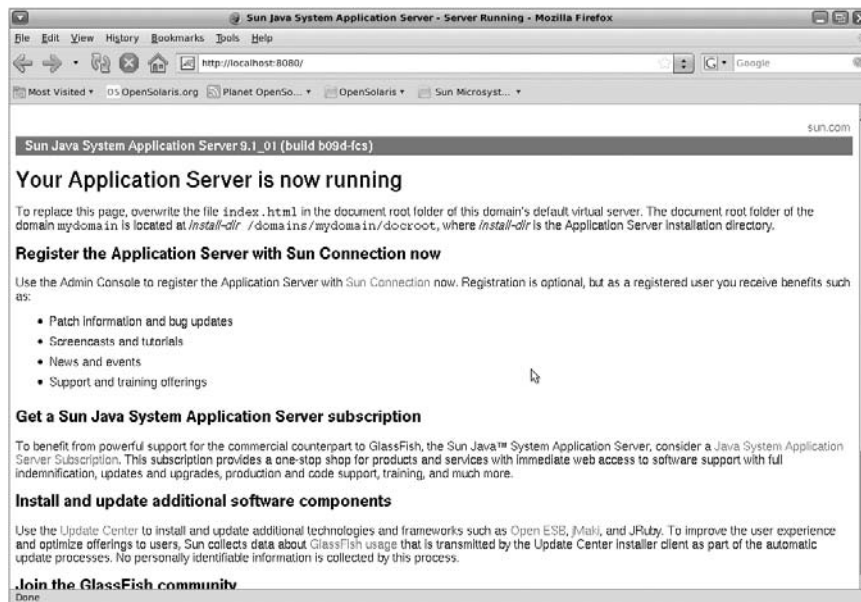 Sun Java System Application Server - Server Running - Mozilla Firefox
File Edit View History Bookmarks Tools Help
http://localhost:8080/
Google
Most Visited
OpenSolaris.org
Planet OpenSo...
OpenSolaris
Sun Microsyst...
sun.com
Sun Java System Application Server 9.1_01 (build b09d-fcs)
Your Application Server is now running
To replace this page, overwrite the file index.html in the document root folder of this domain's default virtual server. The document root folder of the
domain mydomain is located at install-dir /domains/mydomain/docroot, where install-dir is the Application Server installation directory.
Register the Application Server with Sun Connection now
Use the Admin Console to register the Application Server with Sun Connection now. Registration is optional, but as a registered user you receive benefits such
as:
• Patch information and bug updates
• Screencasts and tutorials
• News and events
• Support and training offerings
Get a Sun Java System Application Server subscription
To benefit from powerful support for the commercial counterpart to GlassFish, the Sun Java™ System Application Server, consider a Java System Application
Server Subscription. This subscription provides a one-stop shop for products and services with immediate web access to software support with full
indemnification, updates and upgrades, production and code support, training, and much more.
Install and update additional software components
Use the Update Center to install and update additional technologies and frameworks such as Open ESB, jMaki, and JRuby. To improve the user experience
and optimize offerings to users, Sun collects data about GlassFish usage that is transmitted by the Update Center installer client as part of the automatic
update processes. No personally identifiable information is collected by this process.
Join the GlassFish community
Done